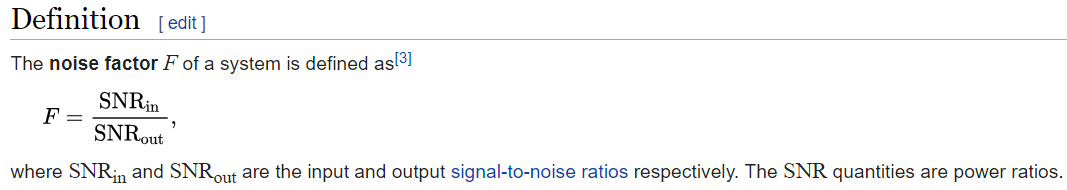 Definition [ edit ]
The noise factor F of a system is defined as[3]
F = SNRin / SNRout ,
where SNRin and SNRout are the input and output signal-to-noise ratios respectively. The SNR quantities are power ratios.